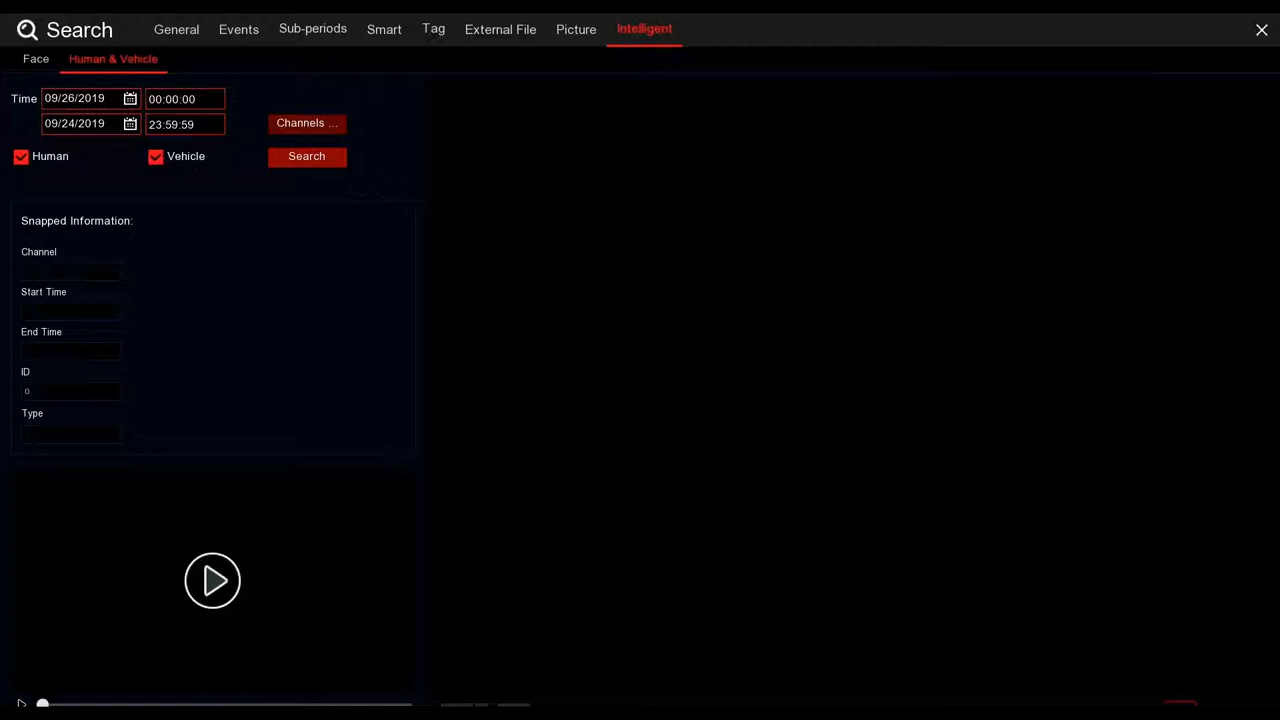 Search General Events Sub-periods Smart Tag External File Picture Intelligent
Face Human & Vehicle
Time 09/26/2019 00:00:00
09/24/2019 23:59:59 Channels ...
Human Vehicle Search
Snapped Information:
Channel
Start Time
End Time
ID
0
Type